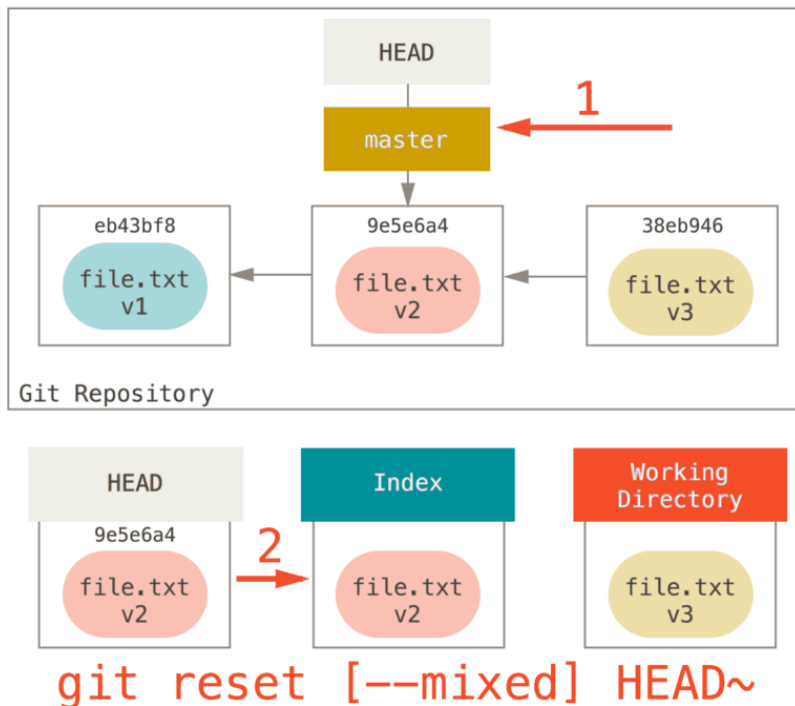 HEAD
1
master
eb43bf8
9e5e6a4
38eb946
file.txt
v1
file.txt
v2
file.txt
v3
Git Repository
HEAD
Index
Working
Directory
9e5e6a4
2
file.txt
v2
file.txt
v2
file.txt
v3
git reset [--mixed] HEAD~